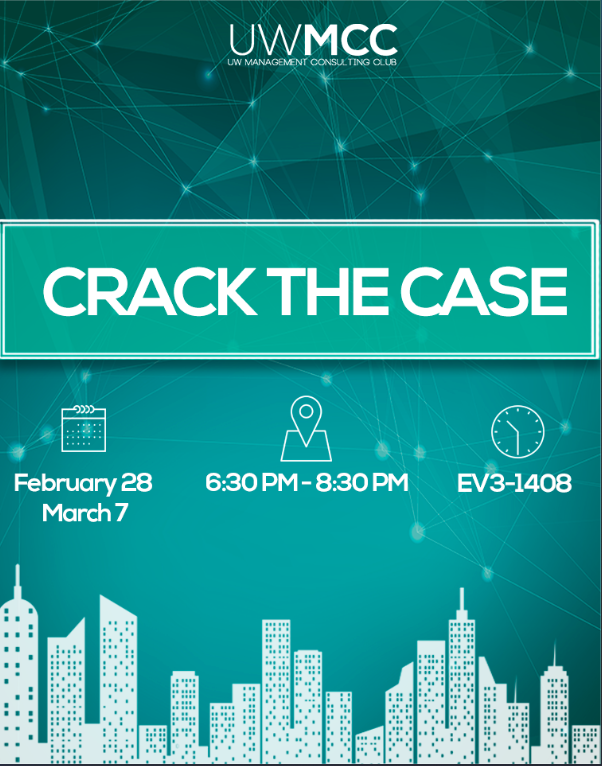 UWMCC
UW MANAGEMENT CONSULTING CLUB
CRACK THE CASE
February 28
March 7
6:30 PM - 8:30 PM
EV3-1408